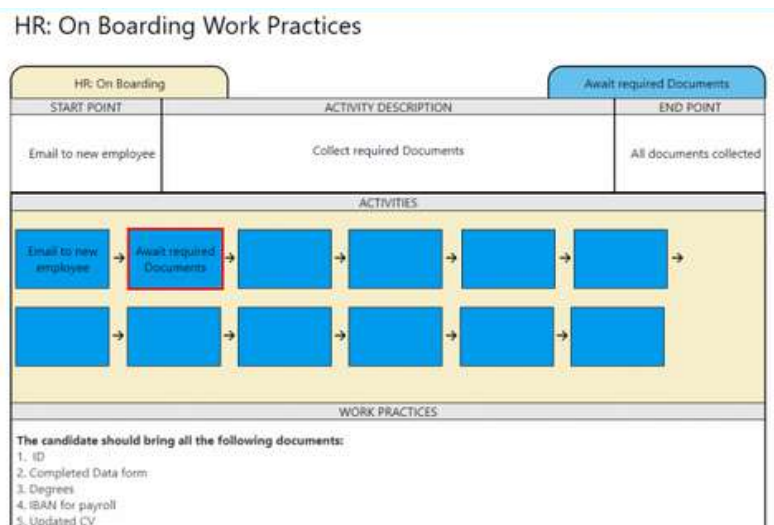 HR: On Boarding Work Practices
HR: On Boarding
Await required Documents
START POINT
ACTIVITY DESCRIPTION
END POINT
Email to new employee
Collect required Documents
All documents collected
ACTIVITIES
Email to new
employee
Await required
Documents
WORK PRACTICES
The candidate should bring all the following documents:
1. ID
2. Completed Data form
3. Degrees
4. IBAN for payroll
5. Updated CV